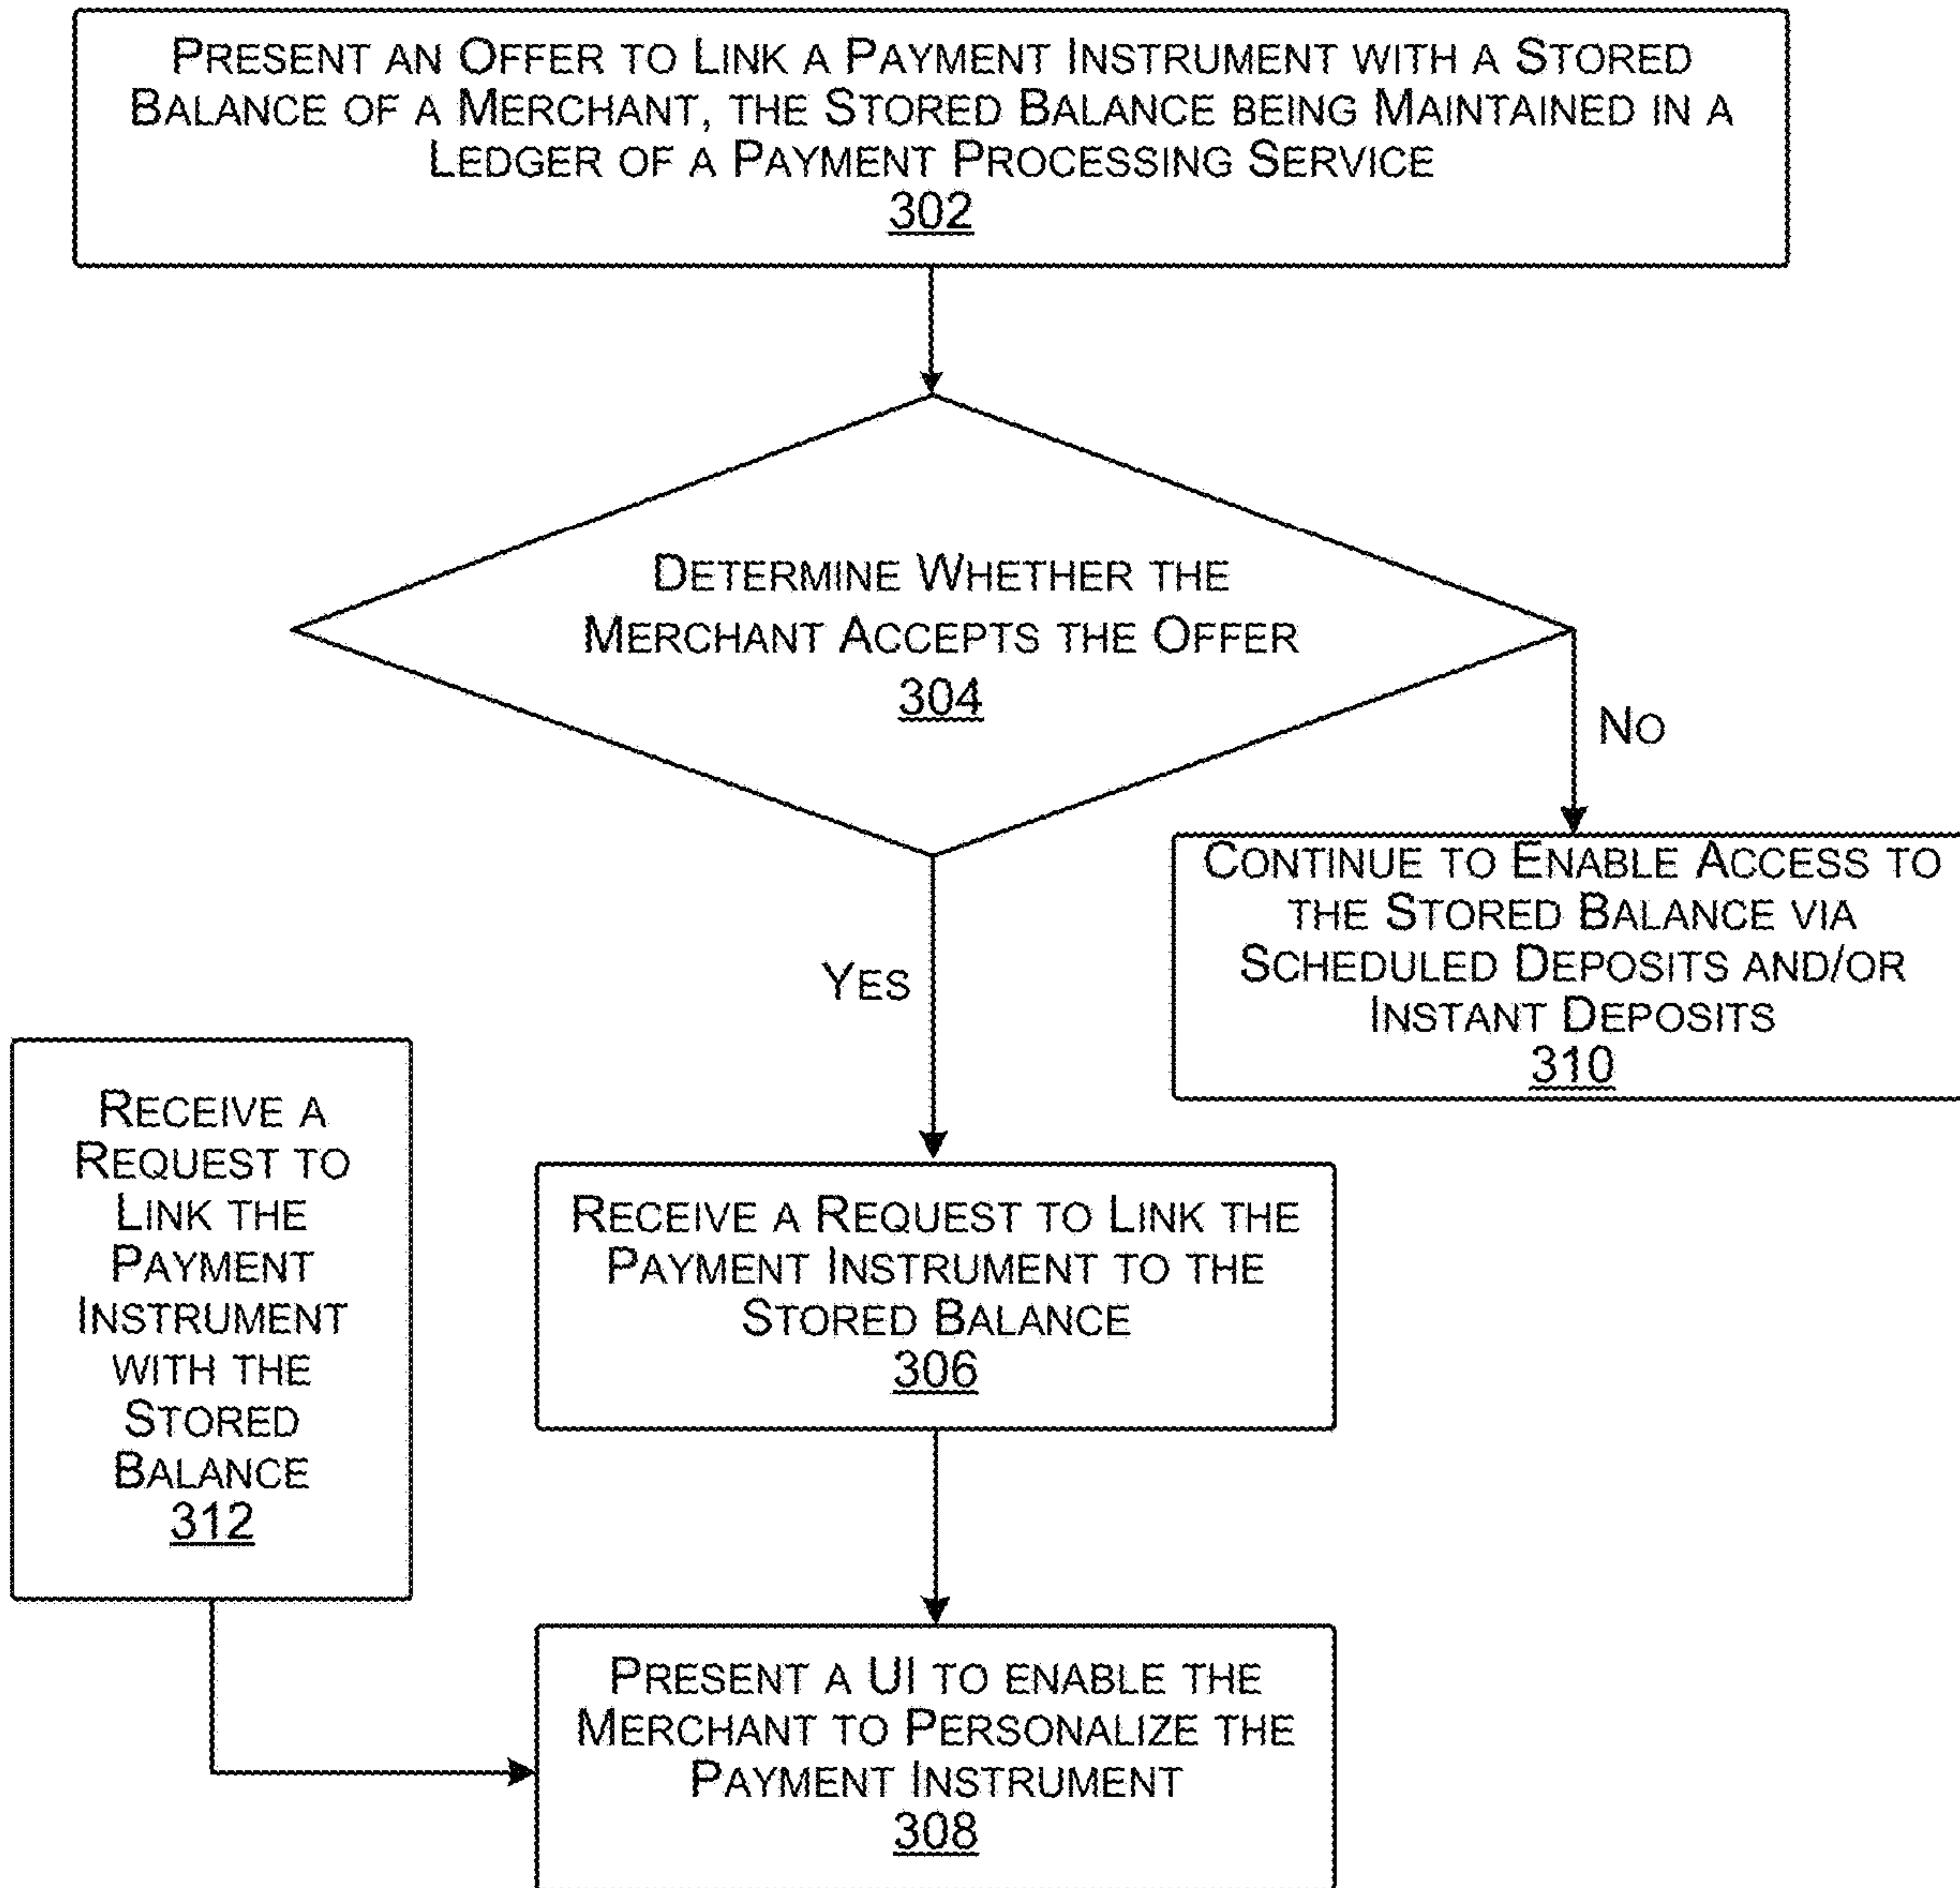 PRESENT AN OFFER TO LINK A PAYMENT INSTRUMENT WITH A STORED
BALANCE OF A MERCHANT, THE STORED BALANCE BEING MAINTAINED IN A
LEDGER OF A PAYMENT PROCESSING SERVICE
302
DETERMINE WHETHER THE
MERCHANT ACCEPTS THE OFFER
304
NO
CONTINUE TO ENABLE ACCESS TO
THE STORED BALANCE VIA
SCHEDULED DEPOSITS AND/OR
INSTANT DEPOSITS
310
YES
RECEIVE A REQUEST TO LINK THE
PAYMENT INSTRUMENT TO THE
STORED BALANCE
306
RECEIVE A
REQUEST TO
LINK THE
PAYMENT
INSTRUMENT
WITH THE
STORED
BALANCE
312
PRESENT A UI TO ENABLE THE
MERCHANT TO PERSONALIZE THE
PAYMENT INSTRUMENT
308